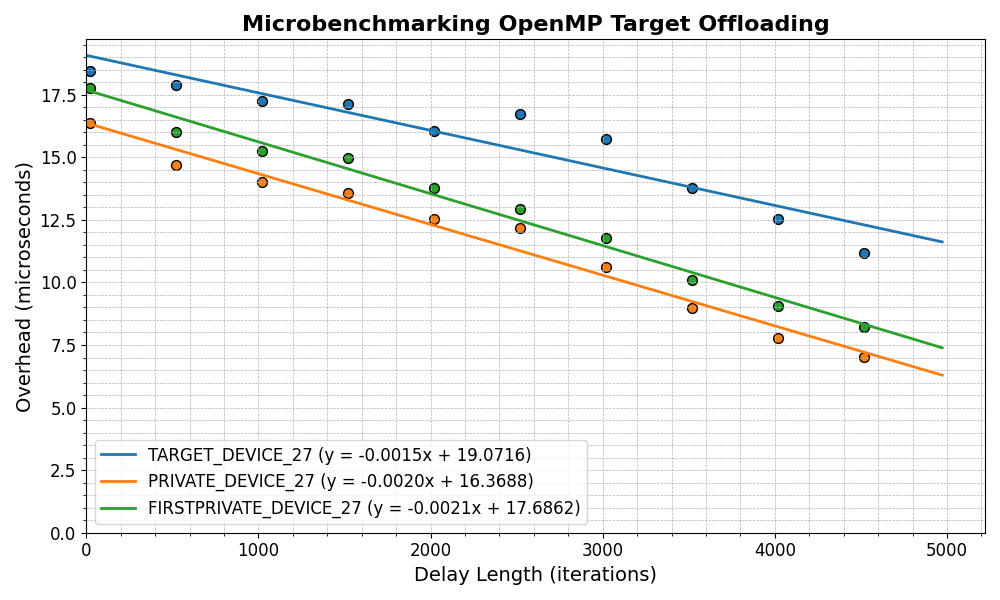 Microbenchmarking OpenMP Target Offloading
Overhead (microseconds)
17.5
15.0
12.5
10.0
7.5
5.0
2.5
0.0
TARGET_DEVICE_27 (y = -0.0015x + 19.0716)
PRIVATE_DEVICE_27 (y = -0.0020x + 16.3688)
FIRSTPRIVATE_DEVICE_27 (y = -0.0021x + 17.6862)
0 1000 2000 3000 4000 5000
Delay Length (iterations)